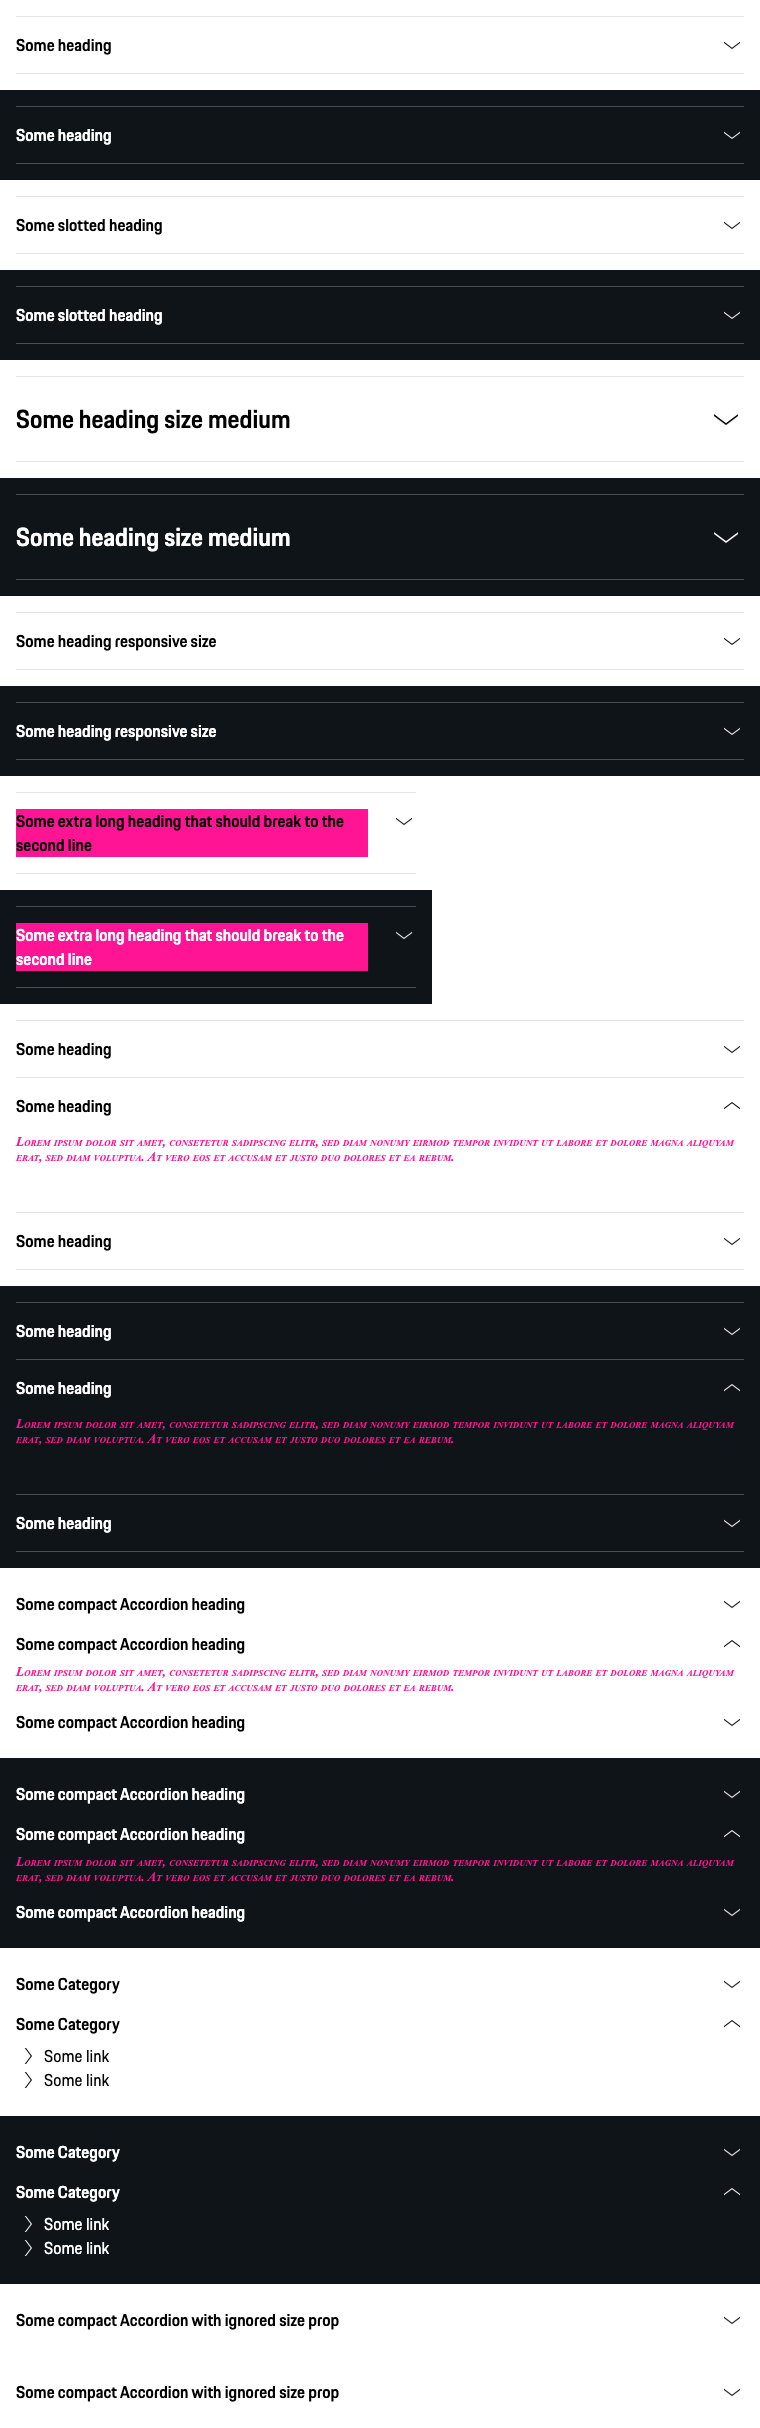 Some heading
Some heading
Some slotted heading
Some slotted heading
Some heading size medium
Some heading size medium
Some heading responsive size
Some heading responsive size
Some extra long heading that should break to the
second line
Some extra long heading that should break to the
second line
Some heading
Some heading
Lorem ipsum dolor sit amet, consetetur sadipscing elitr, sed diam nonumy eirmod tempor invidunt ut labore et dolore magna aliquyam
erat, sed diam voluptua. At vero eos et accusam et justo duo dolores et ea rebum.
Some heading
Some heading
Some heading
Lorem ipsum dolor sit amet, consetetur sadipscing elitr, sed diam nonumy eirmod tempor invidunt ut labore et dolore magna aliquyam
erat, sed diam voluptua. At vero eos et accusam et justo duo dolores et ea rebum.
Some heading
Some compact Accordion heading
Some compact Accordion heading
Lorem ipsum dolor sit amet, consetetur sadipscing elitr, sed diam nonumy eirmod tempor invidunt ut labore et dolore magna aliquyam
erat, sed diam voluptua. At vero eos et accusam et justo duo dolores et ea rebum.
Some compact Accordion heading
Some compact Accordion heading
Some compact Accordion heading
Lorem ipsum dolor sit amet, consetetur sadipscing elitr, sed diam nonumy eirmod tempor invidunt ut labore et dolore magna aliquyam
erat, sed diam voluptua. At vero eos et accusam et justo duo dolores et ea rebum.
Some compact Accordion heading
Some Category
Some Category
Some link
Some link
Some Category
Some Category
Some link
Some link
Some compact Accordion with ignored size prop
Some compact Accordion with ignored size prop